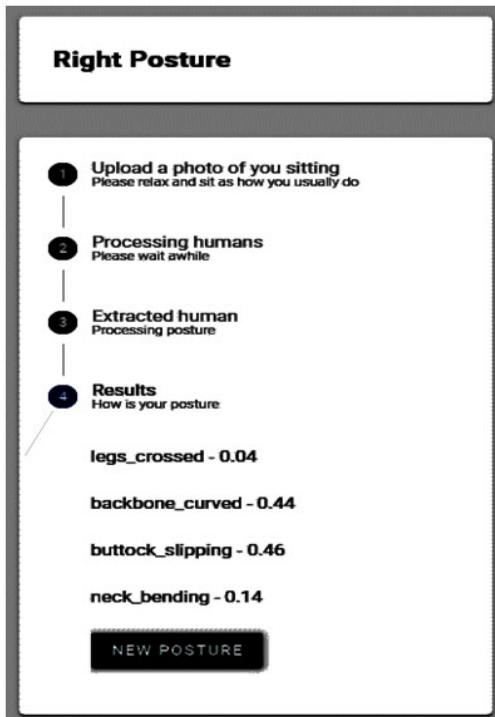 Right Posture
1
Upload a photo of you sitting
Please relax and sit as how you usually do
2
Processing humans
Please wait awhile
3
Extracted human
Processing posture
4
Results
How is your posture
legs_crossed - 0.04
backbone_curved - 0.44
buttock_slipping - 0.46
neck_bending - 0.14
NEW POSTURE